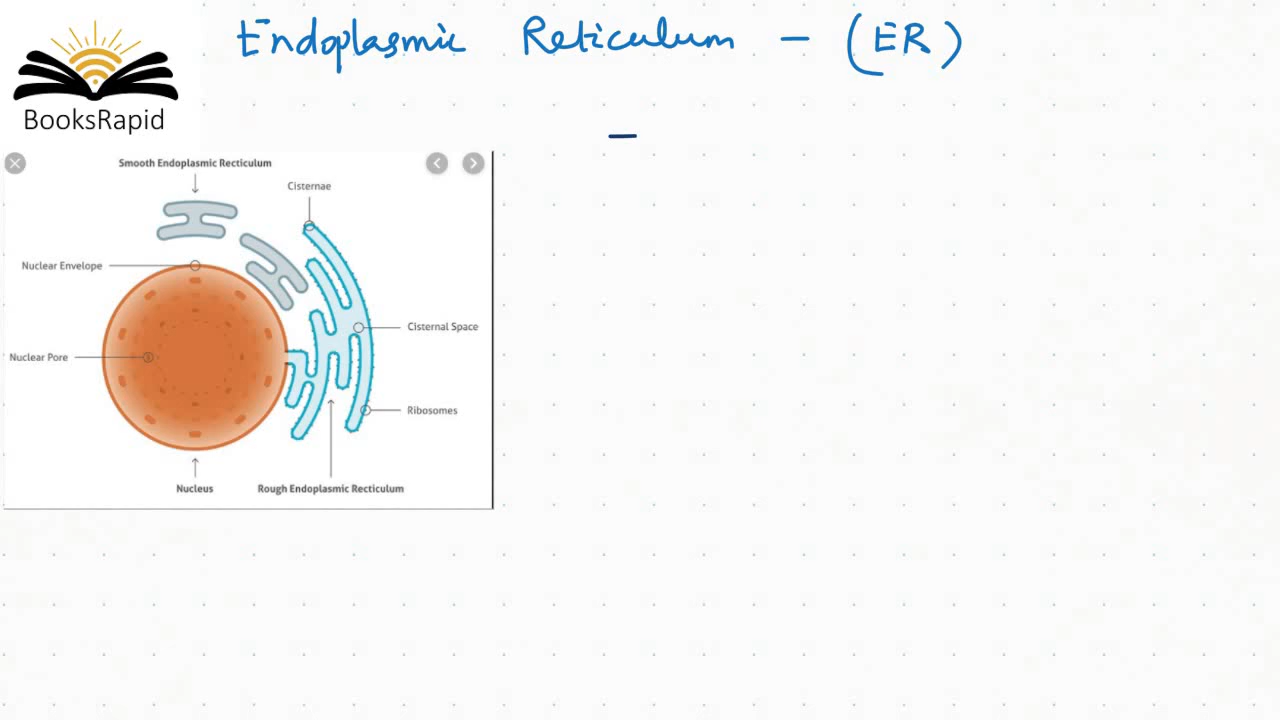 Endoplasmic Reticulum - (ER)
BooksRapid
-
Smooth Endoplasmic Recticulum
Cisternae
Nuclear Envelope
Cisternal Space
Nuclear Pore
Ribosomes
Nucleus
Rough Endoplasmic Recticulum